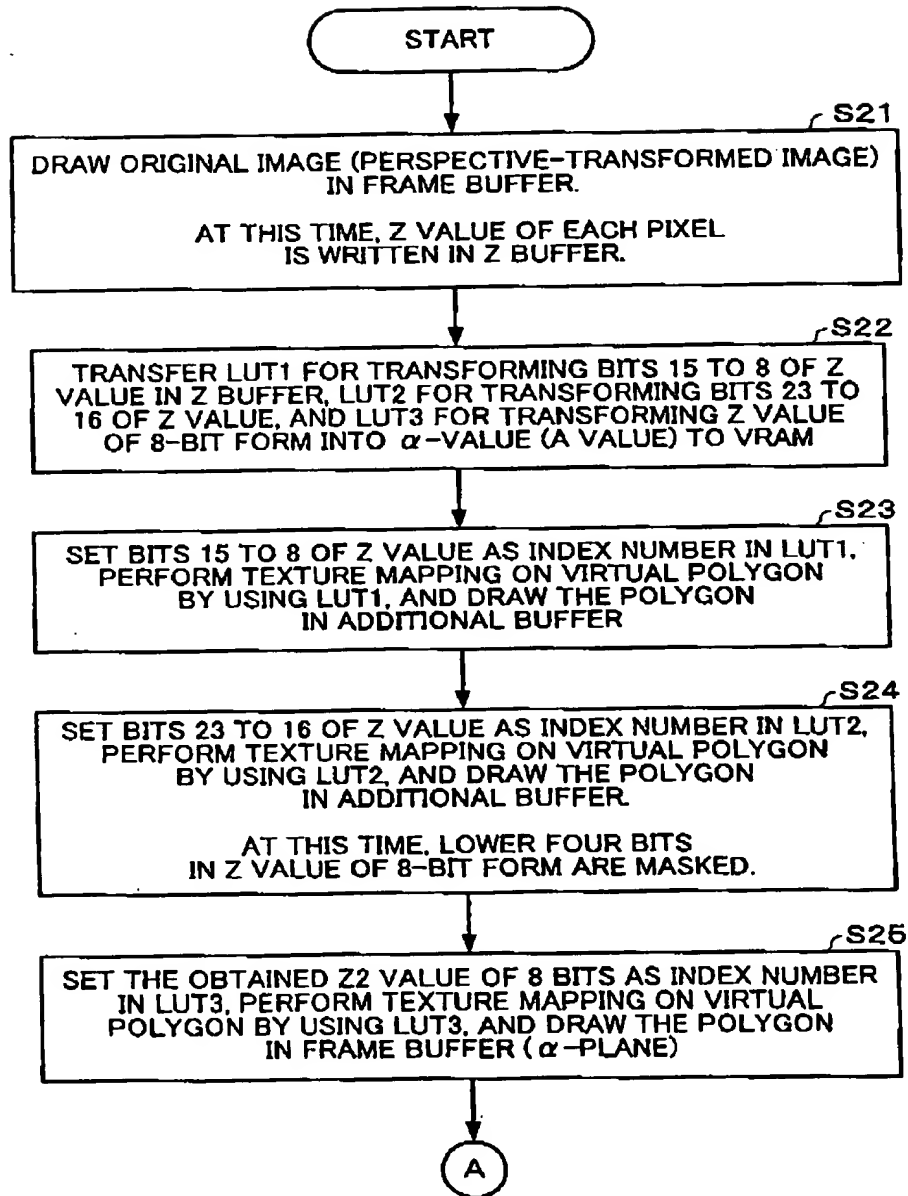 START
S21
DRAW ORIGINAL IMAGE (PERSPECTIVE-TRANSFORMED IMAGE)
IN FRAME BUFFER.
AT THIS TIME, Z VALUE OF EACH PIXEL
IS WRITTEN IN Z BUFFER.
S22
TRANSFER LUT1 FOR TRANSFORMING BITS 15 TO 8 OF Z
VALUE IN Z BUFFER, LUT2 FOR TRANSFORMING BITS 23 TO
16 OF Z VALUE, AND LUT3 FOR TRANSFORMING Z VALUE
OF 8-BIT FORM INTO α-VALUE (A VALUE) TO VRAM
S23
SET BITS 15 TO 8 OF Z VALUE AS INDEX NUMBER IN LUT1,
PERFORM TEXTURE MAPPING ON VIRTUAL POLYGON
BY USING LUT1, AND DRAW THE POLYGON
IN ADDITIONAL BUFFER
S24
SET BITS 23 TO 16 OF Z VALUE AS INDEX NUMBER IN LUT2,
PERFORM TEXTURE MAPPING ON VIRTUAL POLYGON
BY USING LUT2, AND DRAW THE POLYGON
IN ADDITIONAL BUFFER.
AT THIS TIME, LOWER FOUR BITS
IN Z VALUE OF 8-BIT FORM ARE MASKED.
S25
SET THE OBTAINED Z2 VALUE OF 8 BITS AS INDEX NUMBER
IN LUT3, PERFORM TEXTURE MAPPING ON VIRTUAL
POLYGON BY USING LUT3, AND DRAW THE POLYGON
IN FRAME BUFFER (α-PLANE)
A